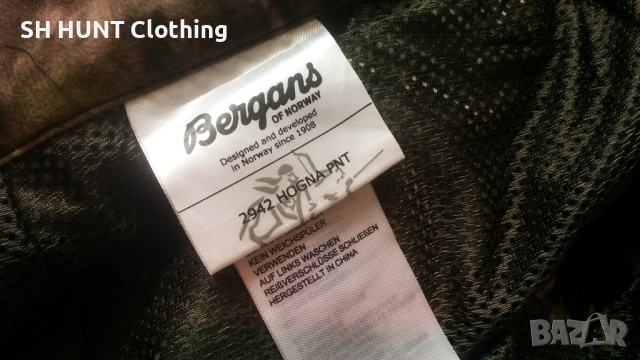 SH HUNT Clothing
Bergans
OF NORWAY
Designed and developed
in Norway since 1908
2942 HOGNA PNT
KEIN WEICHSPÜLER
VERWENDEN
AUF LINKS WASCHEN
REIßVERSCHLÜSSE SCHLIEßEN
HERGESTELLT IN CHINA
BAZAR